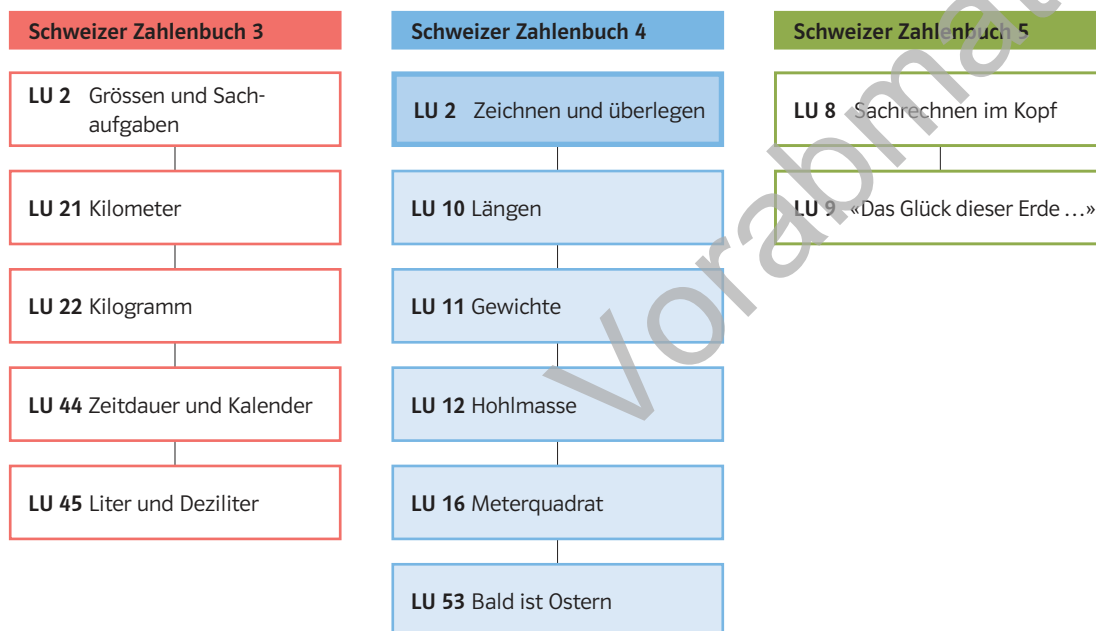 Schweizer Zahlenbuch 3
LU 2 Grössen und Sach-
aufgaben
LU 21 Kilometer
LU 22 Kilogramm
LU 44 Zeitdauer und Kalender
LU 45 Liter und Deziliter
Schweizer Zahlenbuch 4
LU 2 Zeichnen und überlegen
LU 10 Längen
LU 11 Gewichte
LU 12 Hohlmasse
LU 16 Meterquadrat
LU 53 Bald ist Ostern
Schweizer Zahlenbuch 5
LU 8 Sachrechnen im Kopf
LU 9 «Das Glück dieser Erde ...»